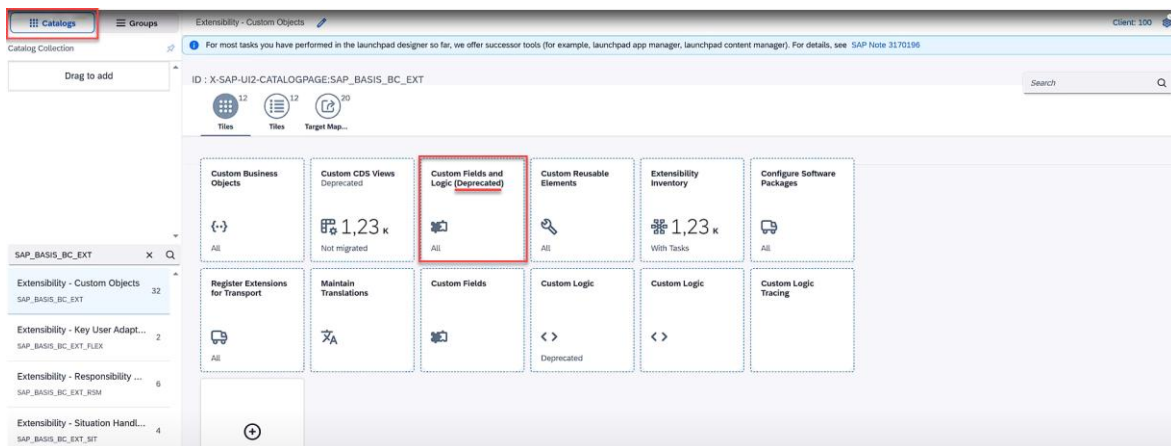 Catalogs
Groups
Extensibility - Custom Objects
Client: 100
Catalog Collection
For most tasks you have performed in the launchpad designer so far, we offer successor tools (for example, launchpad app manager, launchpad content manager). For details, see SAP Note 3170196
Drag to add
ID : X-SAP-UI2-CATALOGPAGE:SAP_BASIS_BC_EXT
Search
12
12
20
Tiles
Tiles
Target Map...
Custom Business
Objects
All
Custom CDS Views
Deprecated
1,23 K
Not migrated
Custom Fields and
Logic (Deprecated)
All
Custom Reusable
Elements
All
Extensibility
Inventory
1,23 K
With Tasks
Configure Software
Packages
All
SAP_BASIS_BC_EXT
Extensibility - Custom Objects
32
SAP_BASIS_BC_EXT
Extensibility - Key User Adapt...
2
SAP_BASIS_BC_EXT_FLEX
Extensibility - Responsibility ...
6
SAP_BASIS_BC_EXT_RSM
Extensibility - Situation Handl...
4
SAP_BASIS_BC_EXT_SIT
Register Extensions
for Transport
All
Maintain
Translations
Custom Fields
Custom Logic
Deprecated
Custom Logic
Custom Logic
Tracing